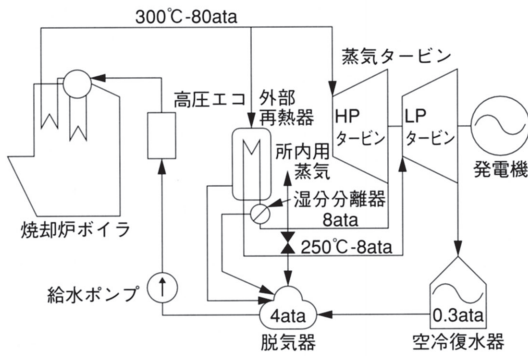 300℃-80ata
蒸気タービン
高圧エコ
外部
再熱器
HP
タービン
LP
タービン
発電機
所内用
蒸気
湿分分離器
8ata
250℃-8ata
焼却炉ボイラ
給水ポンプ
4ata
脱気器
0.3ata
空冷復水器